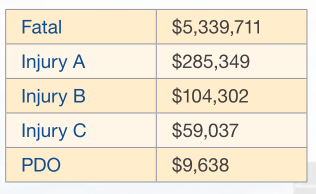 Fatal $5,339,711
Injury A $285,349
Injury B $104,302
Injury C $59,037
PDO $9,638